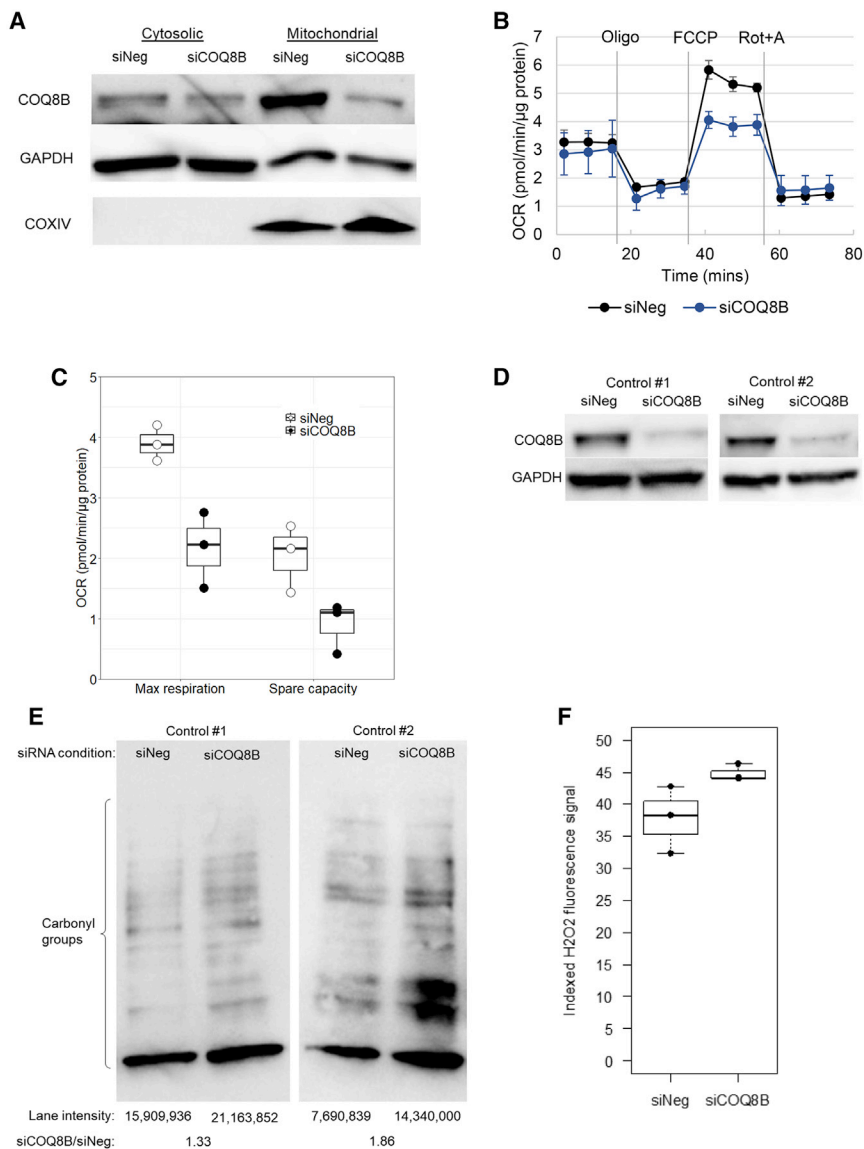 A
Cytosolic Mitochondrial
siNeg siCOQ8B siNeg siCOQ8B
COQ8B
GAPDH
COXIV
B
Oligo FCCP Rot+A
OCR (pmol/min/µg protein)
7
6
5
4
3
2
1
0
0 20 40 60 80
Time (mins)
siNeg siCOQ8B
C
OCR (pmol/min/µg protein)
5
4
3
2
1
0
siNeg
siCOQ8B
Max respiration Spare capacity
D
Control #1 Control #2
siNeg siCOQ8B siNeg siCOQ8B
COQ8B
GAPDH
E
Control #1 Control #2
siRNA condition: siNeg siCOQ8B siNeg siCOQ8B
Carbonyl
groups
Lane intensity: 15,909,936 21,163,852 7,690,839 14,340,000
siCOQ8B/siNeg: 1.33 1.86
F
Indexed H2O2 fluorescence signal
50
45
40
35
30
25
20
15
10
5
0
siNeg siCOQ8B